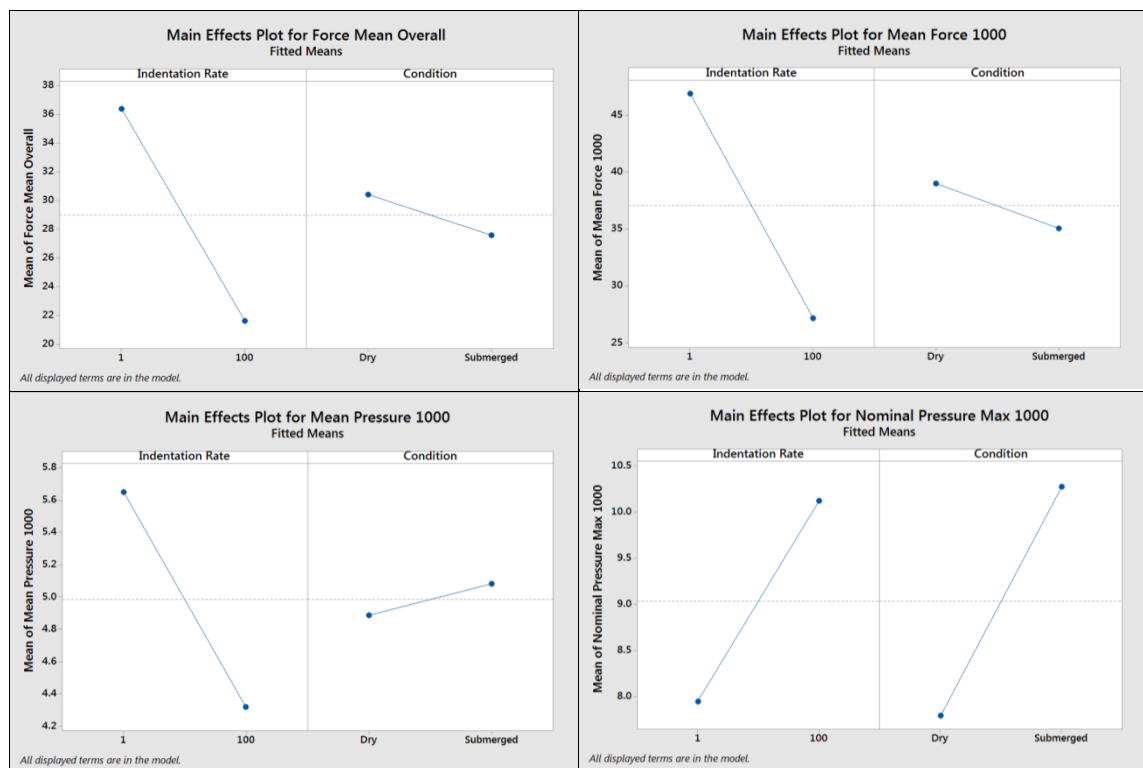 Main Effects Plot for Force Mean Overall
Fitted Means
Indentation Rate
Condition
Mean of Force Mean Overall
38
36
34
32
30
28
26
24
22
20
1
100
Dry
Submerged
All displayed terms are in the model.
Main Effects Plot for Mean Force 1000
Fitted Means
Indentation Rate
Condition
Mean of Mean Force 1000
45
40
35
30
25
1
100
Dry
Submerged
All displayed terms are in the model.
Main Effects Plot for Mean Pressure 1000
Fitted Means
Indentation Rate
Condition
Mean of Mean Pressure 1000
5.8
5.6
5.4
5.2
5.0
4.8
4.6
4.4
4.2
1
100
Dry
Submerged
All displayed terms are in the model.
Main Effects Plot for Nominal Pressure Max 1000
Fitted Means
Indentation Rate
Condition
Mean of Nominal Pressure Max 1000
10.5
10.0
9.5
9.0
8.5
8.0
1
100
Dry
Submerged
All displayed terms are in the model.